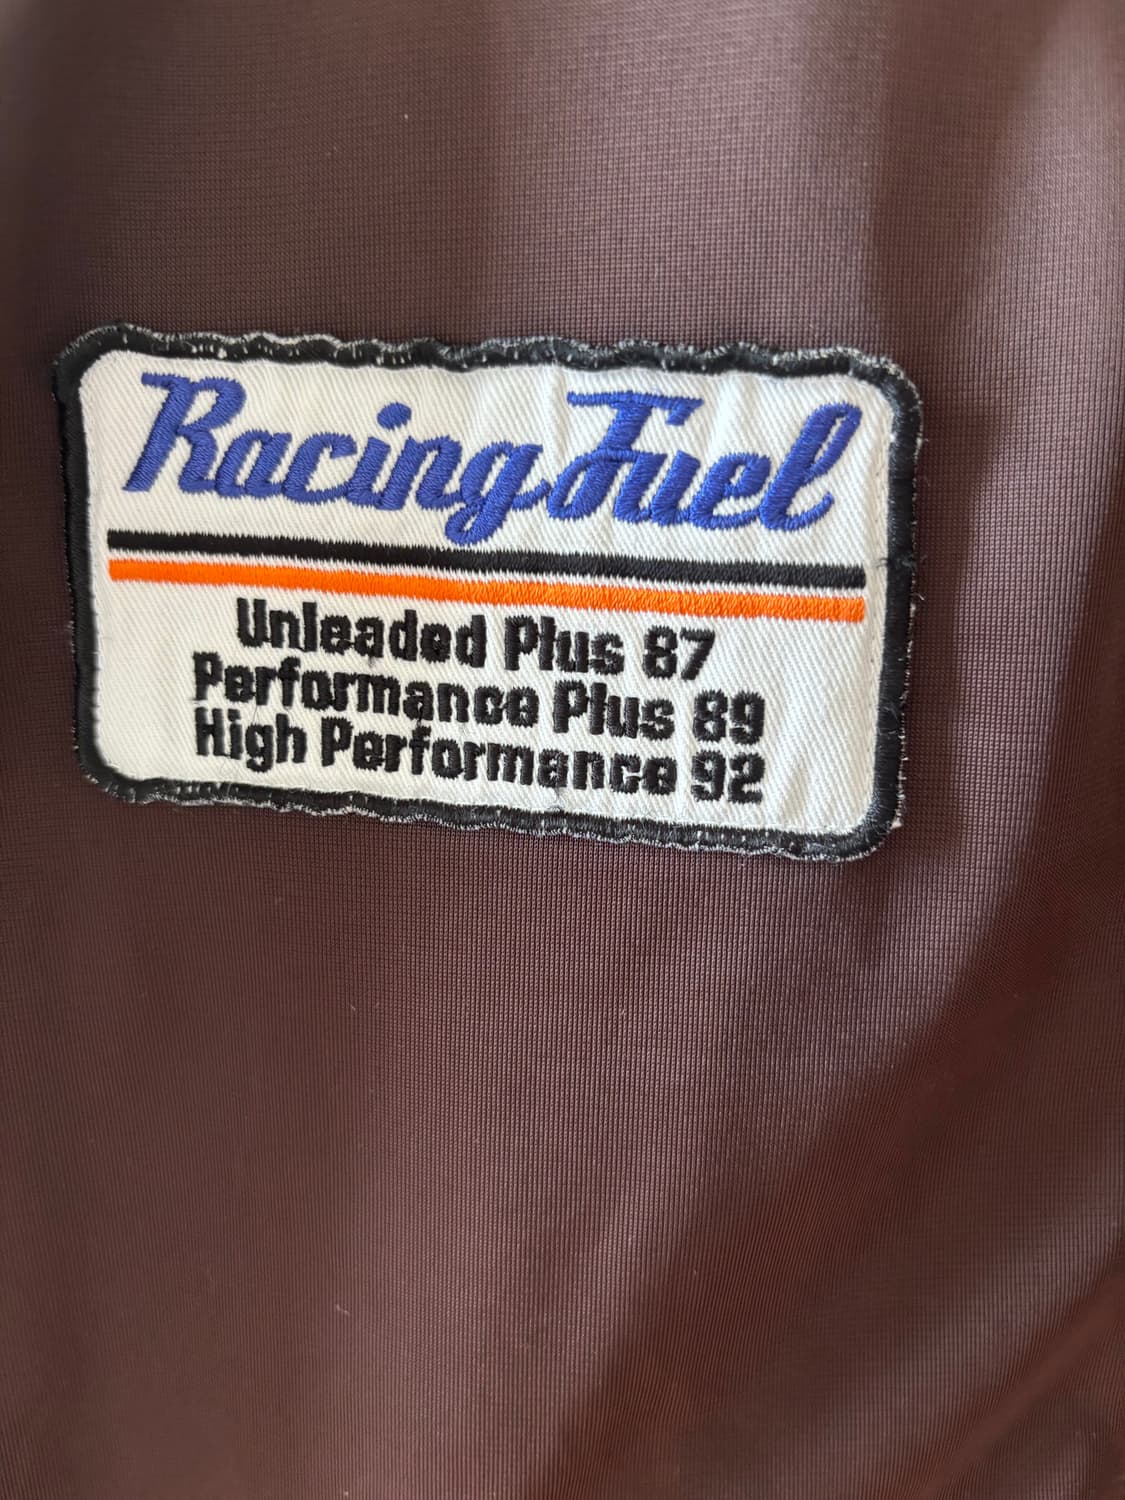 Racing Fuel
Unleaded Plus 87
Performance Plus 89
High Performance 92